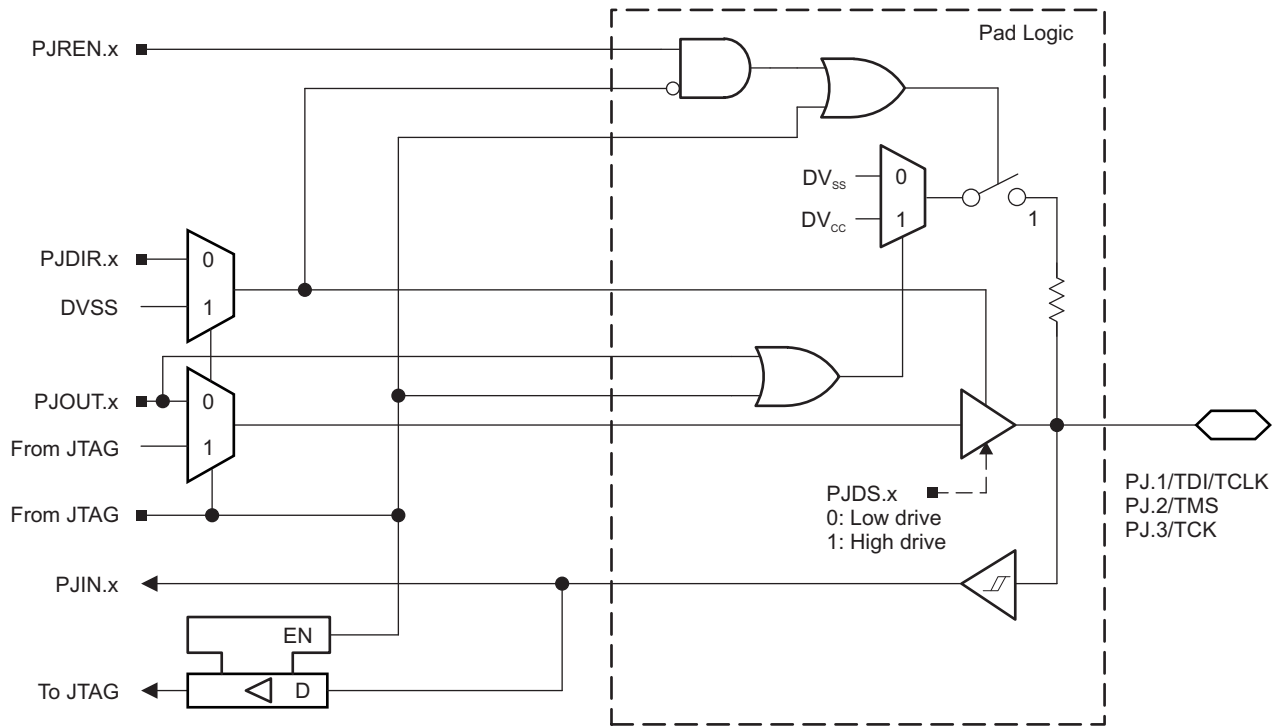 Pad Logic
PJREN.x
DVSS
0
DVCC
1
1
PJDIR.x
0
DVSS
1
PJOUT.x
0
From JTAG
1
PJDS.x
0: Low drive
1: High drive
PJ.1/TDI/TCLK
PJ.2/TMS
PJ.3/TCK
From JTAG
PJIN.x
EN
To JTAG
D